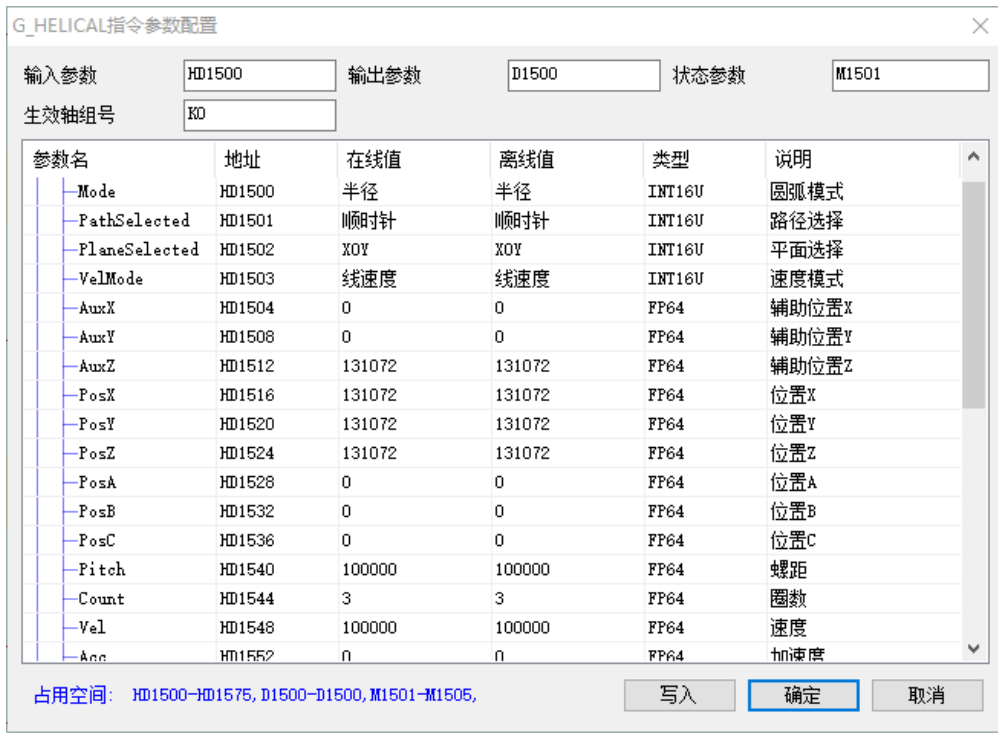 G_HELICAL指令参数配置
输入参数 HD1500 输出参数 D1500 状态参数 M1501
生效轴组号 K0
参数名 地址 在线值 离线值 类型 说明
Mode HD1500 半径 半径 INT16U 圆弧模式
PathSelected HD1501 顺时针 顺时针 INT16U 路径选择
PlaneSelected HD1502 XOY XOY INT16U 平面选择
VelMode HD1503 线速度 线速度 INT16U 速度模式
AuxX HD1504 0 0 FP64 辅助位置X
AuxY HD1508 0 0 FP64 辅助位置Y
AuxZ HD1512 131072 131072 FP64 辅助位置Z
PosX HD1516 131072 131072 FP64 位置X
PosY HD1520 131072 131072 FP64 位置Y
PosZ HD1524 131072 131072 FP64 位置Z
PosA HD1528 0 0 FP64 位置A
PosB HD1532 0 0 FP64 位置B
PosC HD1536 0 0 FP64 位置C
Pitch HD1540 100000 100000 FP64 螺距
Count HD1544 3 3 FP64 圈数
Vel HD1548 100000 100000 FP64 速度
Acc HD1552 0 0 FP64 加速度
占用空间: HD1500-HD1575,D1500-D1500,M1501-M1505, 写入 确定 取消